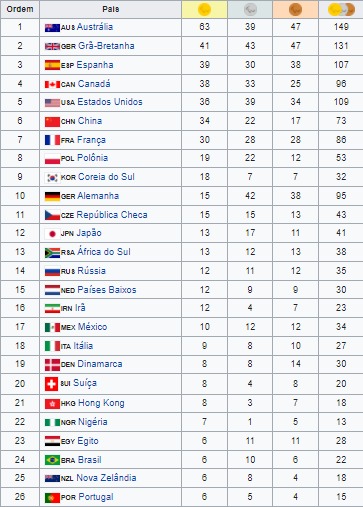 Ordem País
1 AUS Austrália 63 39 47 149
2 GBR Grã-Bretanha 41 43 47 131
3 ESP Espanha 39 30 38 107
4 CAN Canadá 38 33 25 96
5 USA Estados Unidos 36 39 34 109
6 CHN China 34 22 17 73
7 FRA França 30 28 28 86
8 POL Polônia 19 22 12 53
9 KOR Coreia do Sul 18 7 7 32
10 GER Alemanha 15 42 38 95
11 CZE República Checa 15 15 13 43
12 JPN Japão 13 17 11 41
13 RSA África do Sul 13 12 13 38
14 RUS Rússia 12 11 12 35
15 NED Países Baixos 12 9 9 30
16 IRN Irã 12 4 7 23
17 MEX México 10 12 12 34
18 ITA Itália 9 8 10 27
19 DEN Dinamarca 8 8 14 30
20 SUI Suíça 8 4 8 20
21 HKG Hong Kong 8 3 7 18
22 NGR Nigéria 7 1 5 13
23 EGY Egito 6 11 11 28
24 BRA Brasil 6 10 6 22
25 NZL Nova Zelândia 6 8 4 18
26 POR Portugal 6 5 4 15